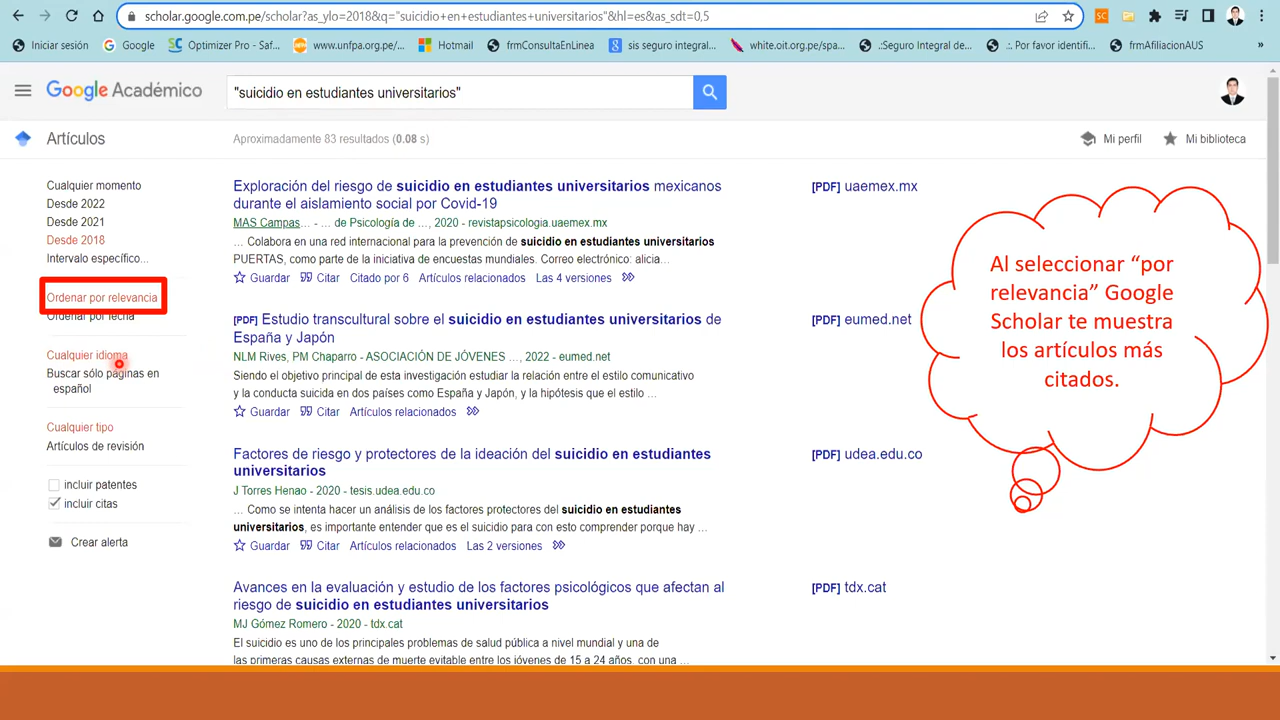 scholar.google.com.pe/scholar?as_ylo=2018&q="suicidio+en+estudiantes+universitarios"&hl=es&as_sdt=0,5
Iniciar sesión
Google
Optimizer Pro - Saf...
www.unfpa.org.pe/...
Hotmail
frmConsultaEnLinea
sis seguro integral...
white.oit.org.pe/spa...
.:Seguro Integral de...
.:. Por favor identifi...
frmAfiliacionAUS
»
Google Académico
"suicidio en estudiantes universitarios"
Artículos
Aproximadamente 83 resultados (0.08 s)
Mi perfil
Mi biblioteca
Cualquier momento
Desde 2022
Desde 2021
Desde 2018
Intervalo específico...
Ordenar por relevancia
Ordenar por fecha
Cualquier idioma
Buscar sólo páginas en
español
Cualquier tipo
Artículos de revisión
incluir patentes
incluir citas
Crear alerta
Exploración del riesgo de suicidio en estudiantes universitarios mexicanos
durante el aislamiento social por Covid-19
MAS Campas... - ... de Psicología de ..., 2020 - revistapsicologia.uaemex.mx
... Colabora en una red internacional para la prevención de suicidio en estudiantes universitarios
PUERTAS, como parte de la iniciativa de encuestas mundiales. Correo electrónico: alicia...
Guardar Citar Citado por 6 Artículos relacionados Las 4 versiones
[PDF] uaemex.mx
[PDF] Estudio transcultural sobre el suicidio en estudiantes universitarios de
España y Japón
NLM Rives, PM Chaparro - ASOCIACIÓN DE JÓVENES ..., 2022 - eumed.net
Siendo el objetivo principal de esta investigación estudiar la relación entre el estilo comunicativo
y la conducta suicida en dos países como España y Japón, y la hipótesis que el estilo ...
Guardar Citar Artículos relacionados
[PDF] eumed.net
Factores de riesgo y protectores de la ideación del suicidio en estudiantes
universitarios
J Torres Henao - 2020 - tesis.udea.edu.co
... Como se intenta hacer un análisis de los factores protectores del suicidio en estudiantes
universitarios, es importante entender que es el suicidio para con esto comprender porque hay ...
Guardar Citar Artículos relacionados Las 2 versiones
[PDF] udea.edu.co
Avances en la evaluación y estudio de los factores psicológicos que afectan al
riesgo de suicidio en estudiantes universitarios
MJ Gómez Romero - 2020 - tdx.cat
El suicidio es uno de los principales problemas de salud pública a nivel mundial y una de
las primeras causas externas de muerte evitable entre los jóvenes de 15 a 24 años, con una ...
[PDF] tdx.cat
Al seleccionar “por
relevancia” Google
Scholar te muestra
los artículos más
citados.